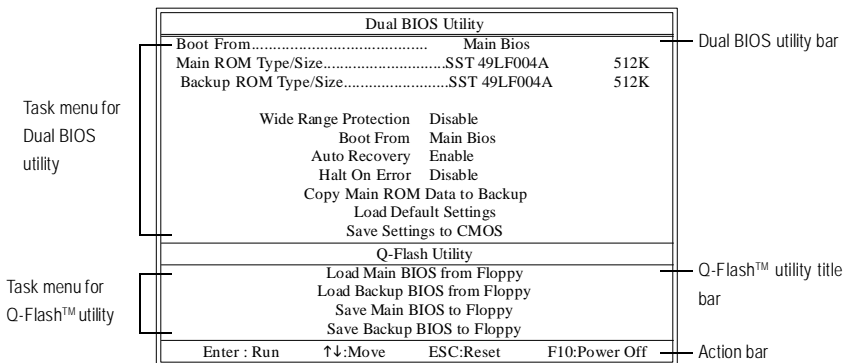 Dual BIOS Utility
Boot From.......................................... Main Bios
Main ROM Type/Size.............................SST 49LF004A 512K
Backup ROM Type/Size.........................SST 49LF004A 512K
Wide Range Protection Disable
Boot From Main Bios
Auto Recovery Enable
Halt On Error Disable
Copy Main ROM Data to Backup
Load Default Settings
Save Settings to CMOS
Q-Flash Utility
Load Main BIOS from Floppy
Load Backup BIOS from Floppy
Save Main BIOS to Floppy
Save Backup BIOS to Floppy
Enter : Run ↑↓:Move ESC:Reset F10:Power Off
Task menu for
Dual BIOS
utility
Task menu for
Q-Flash™ utility
Dual BIOS utility bar
Q-Flash™ utility title
bar
Action bar